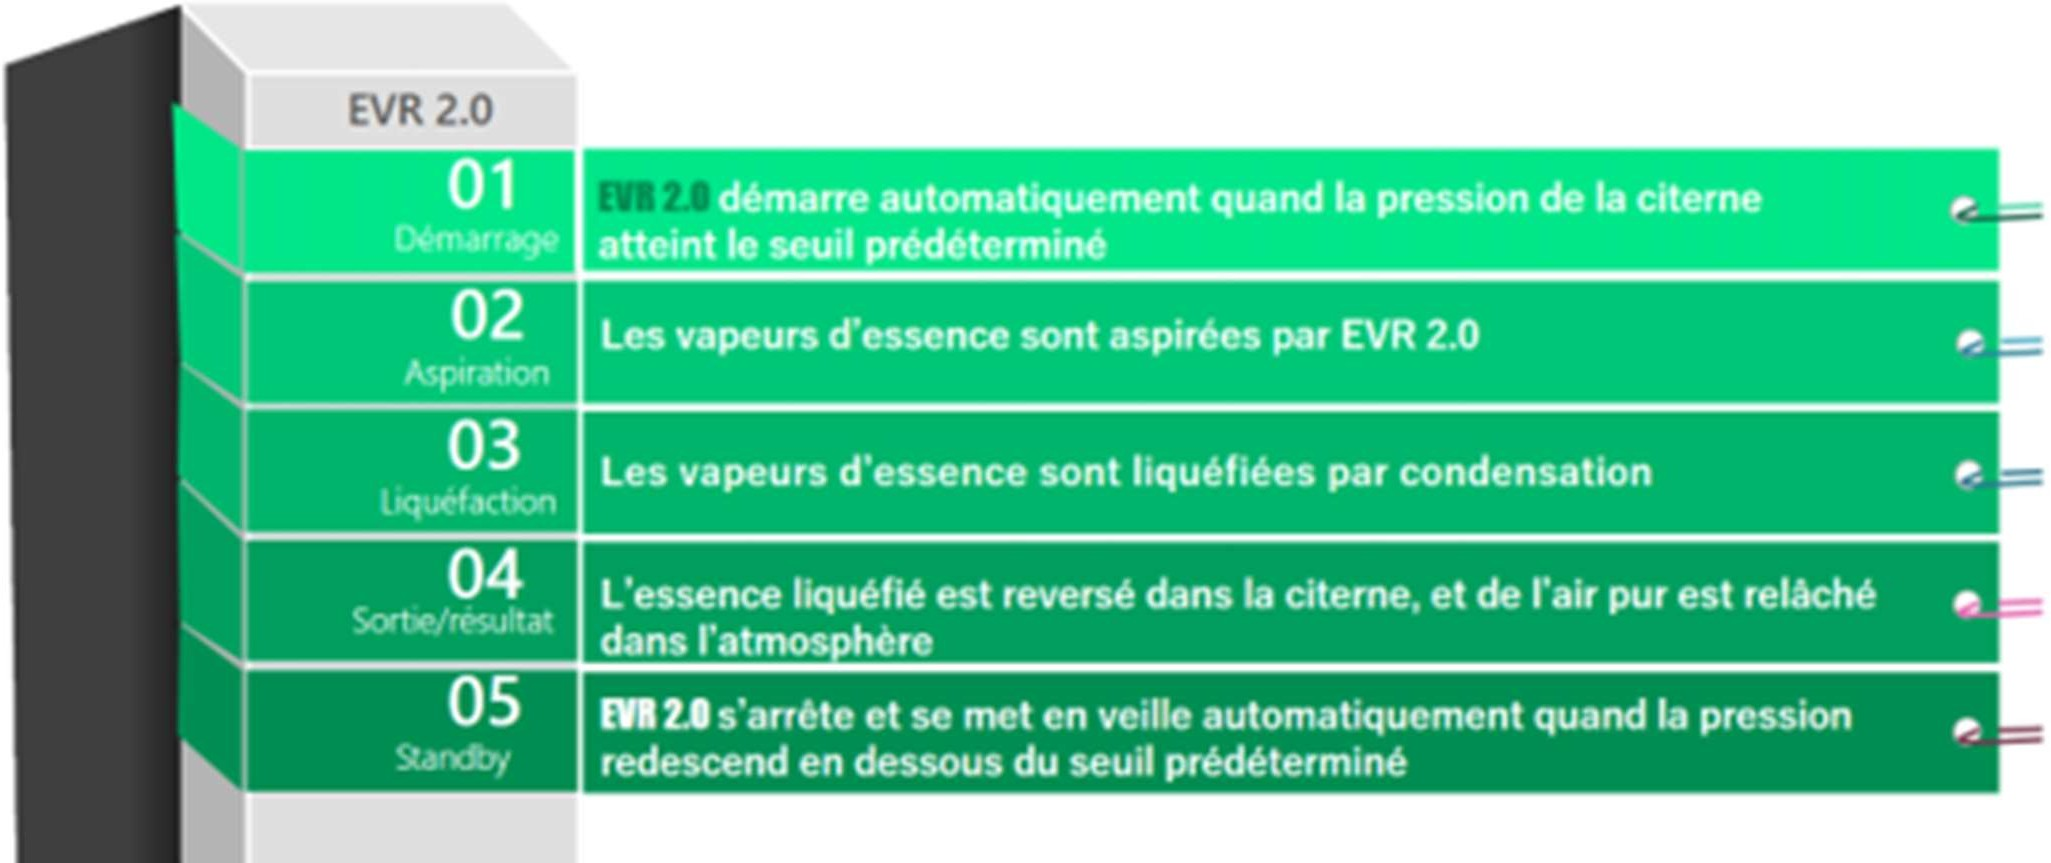 EVR 2.0
01
Démarrage
EVR 2.0 démarre automatiquement quand la pression de la citerne
atteint le seuil prédéterminé
02
Aspiration
Les vapeurs d'essence sont aspirées par EVR 2.0
03
Liquéfaction
Les vapeurs d'essence sont liquéfiées par condensation
04
Sortie/résultat
L'essence liquéfié est reversé dans la citerne, et de l'air pur est relâché
dans l'atmosphère
05
Standby
EVR 2.0 s'arrête et se met en veille automatiquement quand la pression
redescend en dessous du seuil prédéterminé